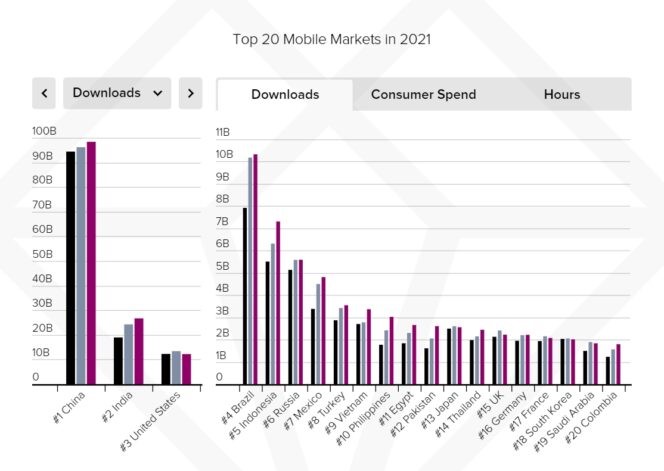 Top 20 Mobile Markets in 2021
Downloads
Downloads
Consumer Spend
Hours
100B
90B
80B
70B
60B
50B
40B
30B
20B
10B
0
#1 China
#2 India
#3 United States
11B
10B
9B
8B
7B
6B
5B
4B
3B
2B
1B
0
#4 Brazil
#5 Indonesia
#6 Russia
#7 Mexico
#8 Turkey
#9 Vietnam
#10 Philippines
#11 Egypt
#12 Pakistan
#13 Japan
#14 Thailand
#15 UK
#16 Germany
#17 France
#18 South Korea
#19 Saudi Arabia
#20 Colombia